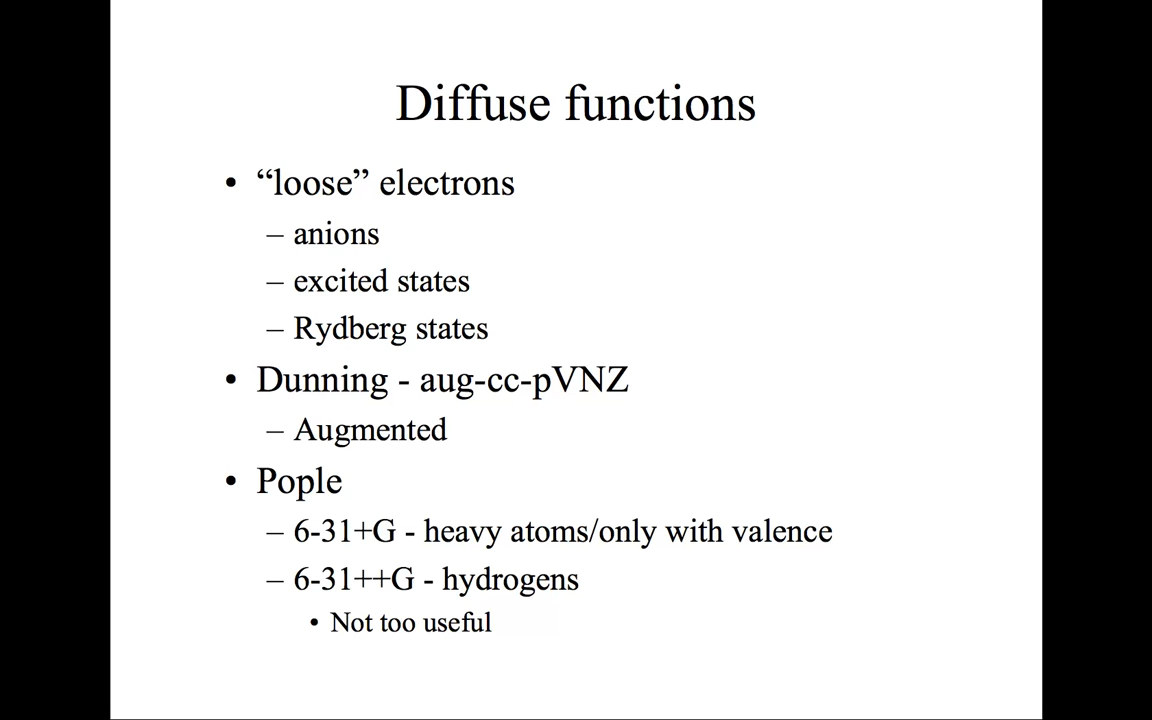 Diffuse functions
• “loose” electrons
– anions
– excited states
– Rydberg states
• Dunning - aug-cc-pVNZ
– Augmented
• Pople
– 6-31+G - heavy atoms/only with valence
– 6-31++G - hydrogens
• Not too useful